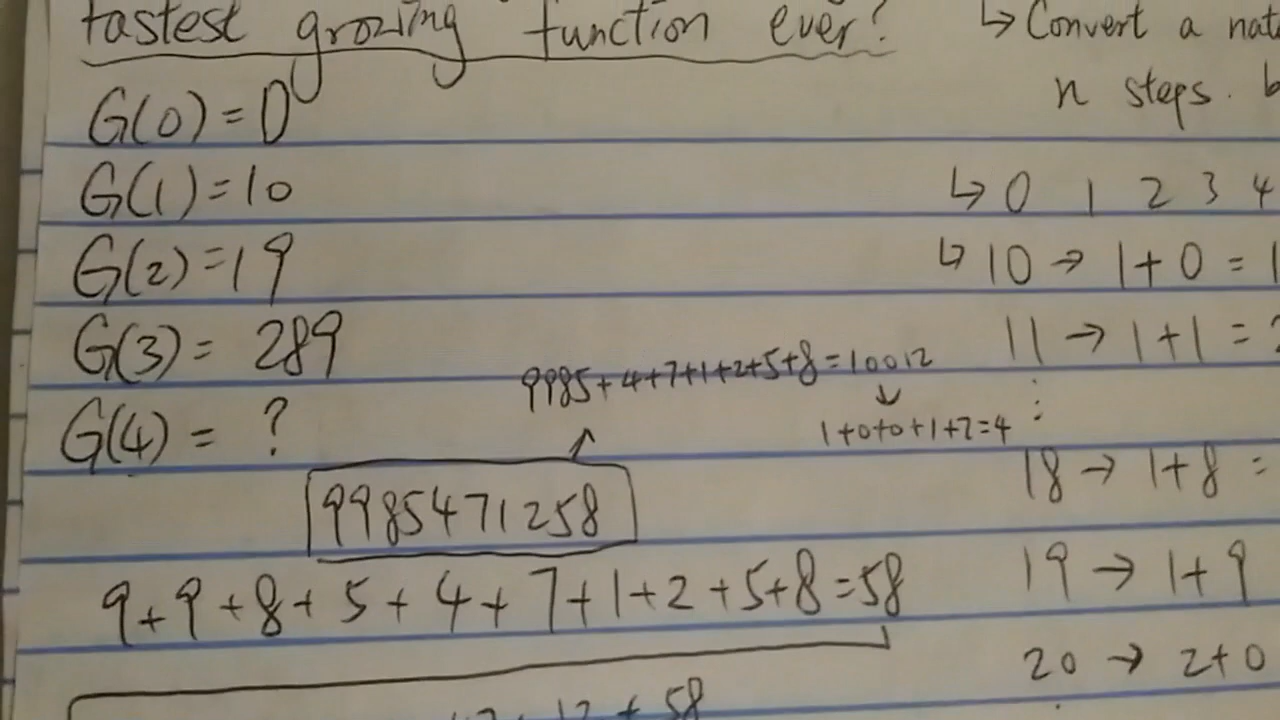 fastest growing function ever?
G(0)=0
G(1)=10
G(2)=19
G(3)= 289
G(4)= ?
9985+4+7+1+2+5+8=10012
↓
1+0+0+1+2=4
↑
9985471258
9+9+8+5+4+7+1+2+5+8=58
+ 58
↳ Convert a
n steps.
↳ 0 1 2 3 4
↳ 10 → 1+0 =
11 → 1+1 =
:
18 → 1+8 =
19 → 1+9
20 → 2+0